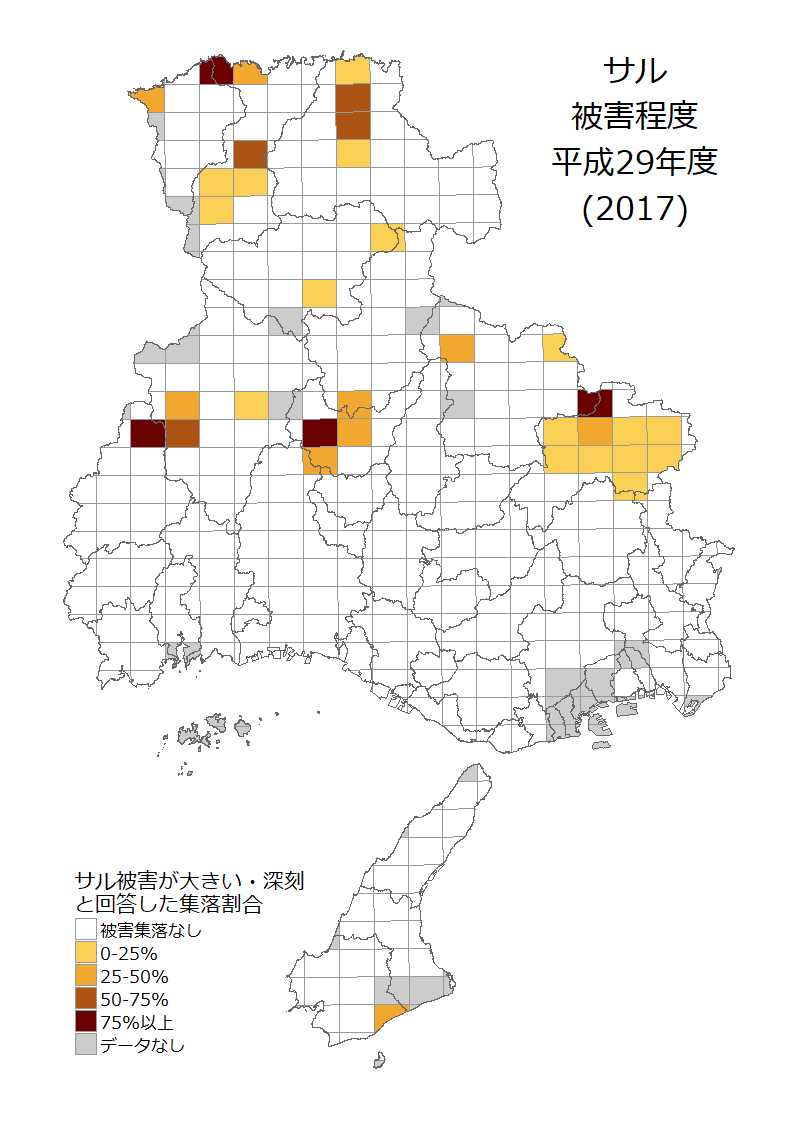 サル
被害程度
平成29年度
(2017)
サル被害が大きい・深刻
と回答した集落割合
被害集落なし
0-25%
25-50%
50-75%
75%以上
データなし